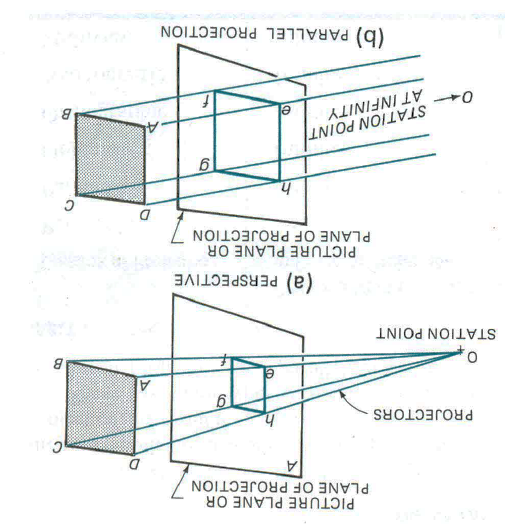 PICTURE PLANE OR
PLANE OF PROJECTION
A
D
C
PROJECTORS
h
g
O
STATION POINT
e
f
A
B
(a) PERSPECTIVE
PICTURE PLANE OR
PLANE OF PROJECTION
D
C
h
g
O
STATION POINT
AT INFINITY
e
f
A
B
(b) PARALLEL PROJECTION